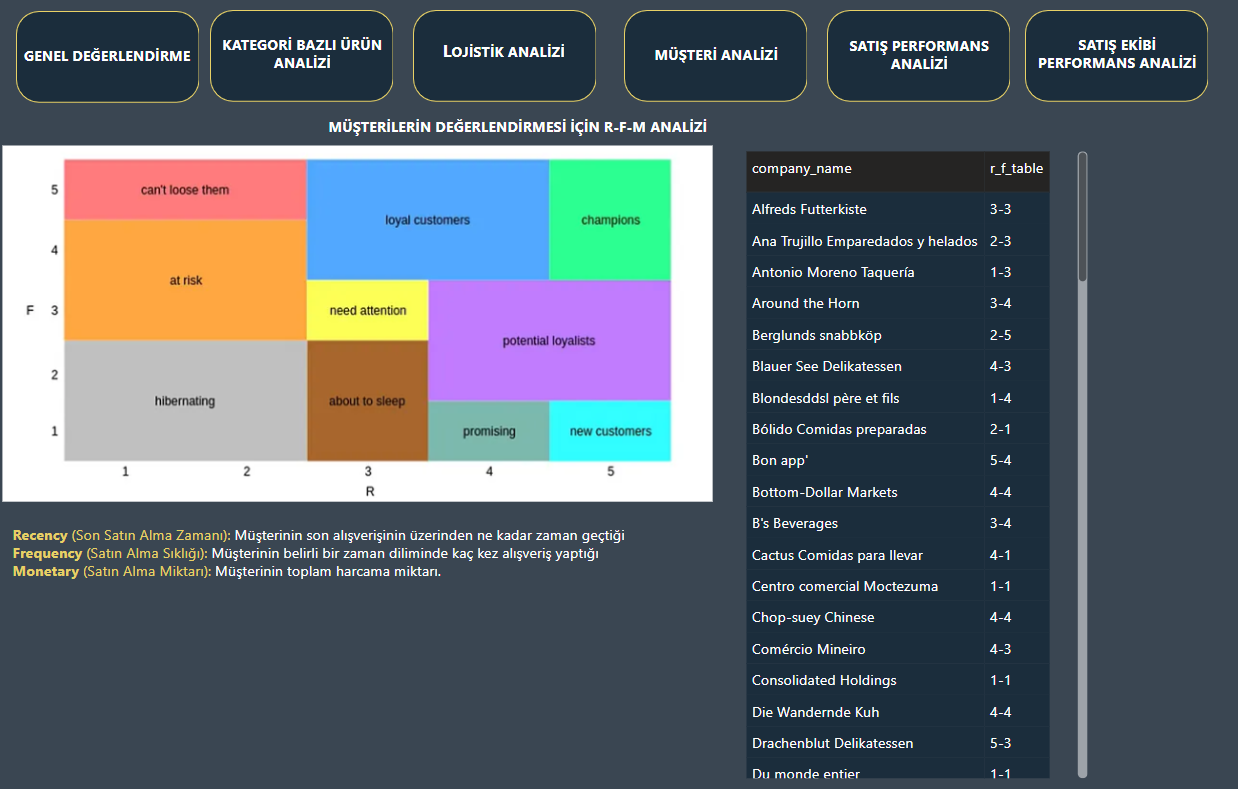 GENEL DEĞERLENDİRME
KATEGORİ BAZLI ÜRÜN
ANALİZİ
LOJİSTİK ANALİZİ
MÜŞTERİ ANALİZİ
SATIŞ PERFORMANS
ANALİZİ
SATIŞ EKİBİ
PERFORMANS ANALİZİ
MÜŞTERİLERİN DEĞERLENDİRMESİ İÇİN R-F-M ANALİZİ
5
can't loose them
loyal customers
champions
4
at risk
F
3
need attention
potential loyalists
2
hibernating
about to sleep
1
promising
new customers
1 2 3 4 5
R
Recency (Son Satın Alma Zamanı): Müşterinin son alışverişinin üzerinden ne kadar zaman geçtiği
Frequency (Satın Alma Sıklığı): Müşterinin belirli bir zaman diliminde kaç kez alışveriş yaptığı
Monetary (Satın Alma Miktarı): Müşterinin toplam harcama miktarı.
company_name r_f_table
Alfreds Futterkiste 3-3
Ana Trujillo Emparedados y helados 2-3
Antonio Moreno Taquería 1-3
Around the Horn 3-4
Berglunds snabbköp 2-5
Blauer See Delikatessen 4-3
Blondesddsl père et fils 1-4
Bólido Comidas preparadas 2-1
Bon app' 5-4
Bottom-Dollar Markets 4-4
B's Beverages 3-4
Cactus Comidas para llevar 4-1
Centro comercial Moctezuma 1-1
Chop-suey Chinese 4-4
Comércio Mineiro 4-3
Consolidated Holdings 1-1
Die Wandernde Kuh 4-4
Drachenblut Delikatessen 5-3
Du monde entier 1-1